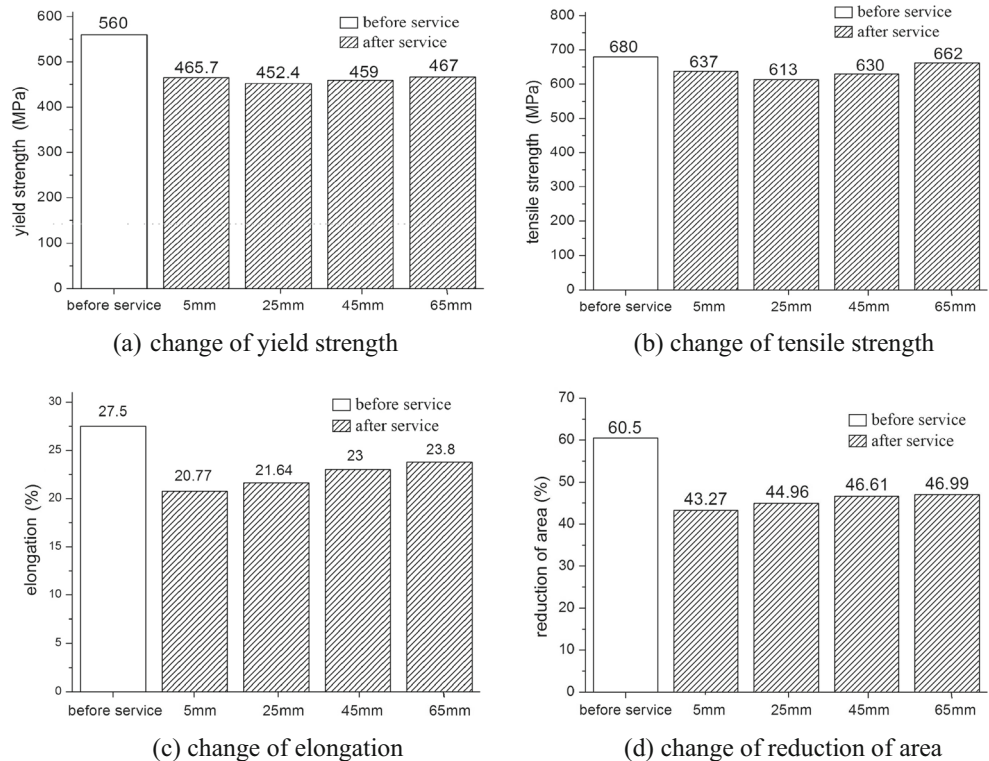 before service
after service
560
465.7
452.4
459
467
600
500
400
300
200
100
0
yield strength (MPa)
before service 5mm 25mm 45mm 65mm
(a) change of yield strength
before service
after service
680
637
613
630
662
800
700
600
500
400
300
200
100
0
tensile strength (MPa)
before service 5mm 25mm 45mm 65mm
(b) change of tensile strength
before service
after service
27.5
20.77
21.64
23
23.8
30
25
20
15
10
5
0
elongation (%)
before service 5mm 25mm 45mm 65mm
(c) change of elongation
before service
after service
60.5
43.27
44.96
46.61
46.99
70
60
50
40
30
20
10
0
reduction of area (%)
before service 5mm 25mm 45mm 65mm
(d) change of reduction of area